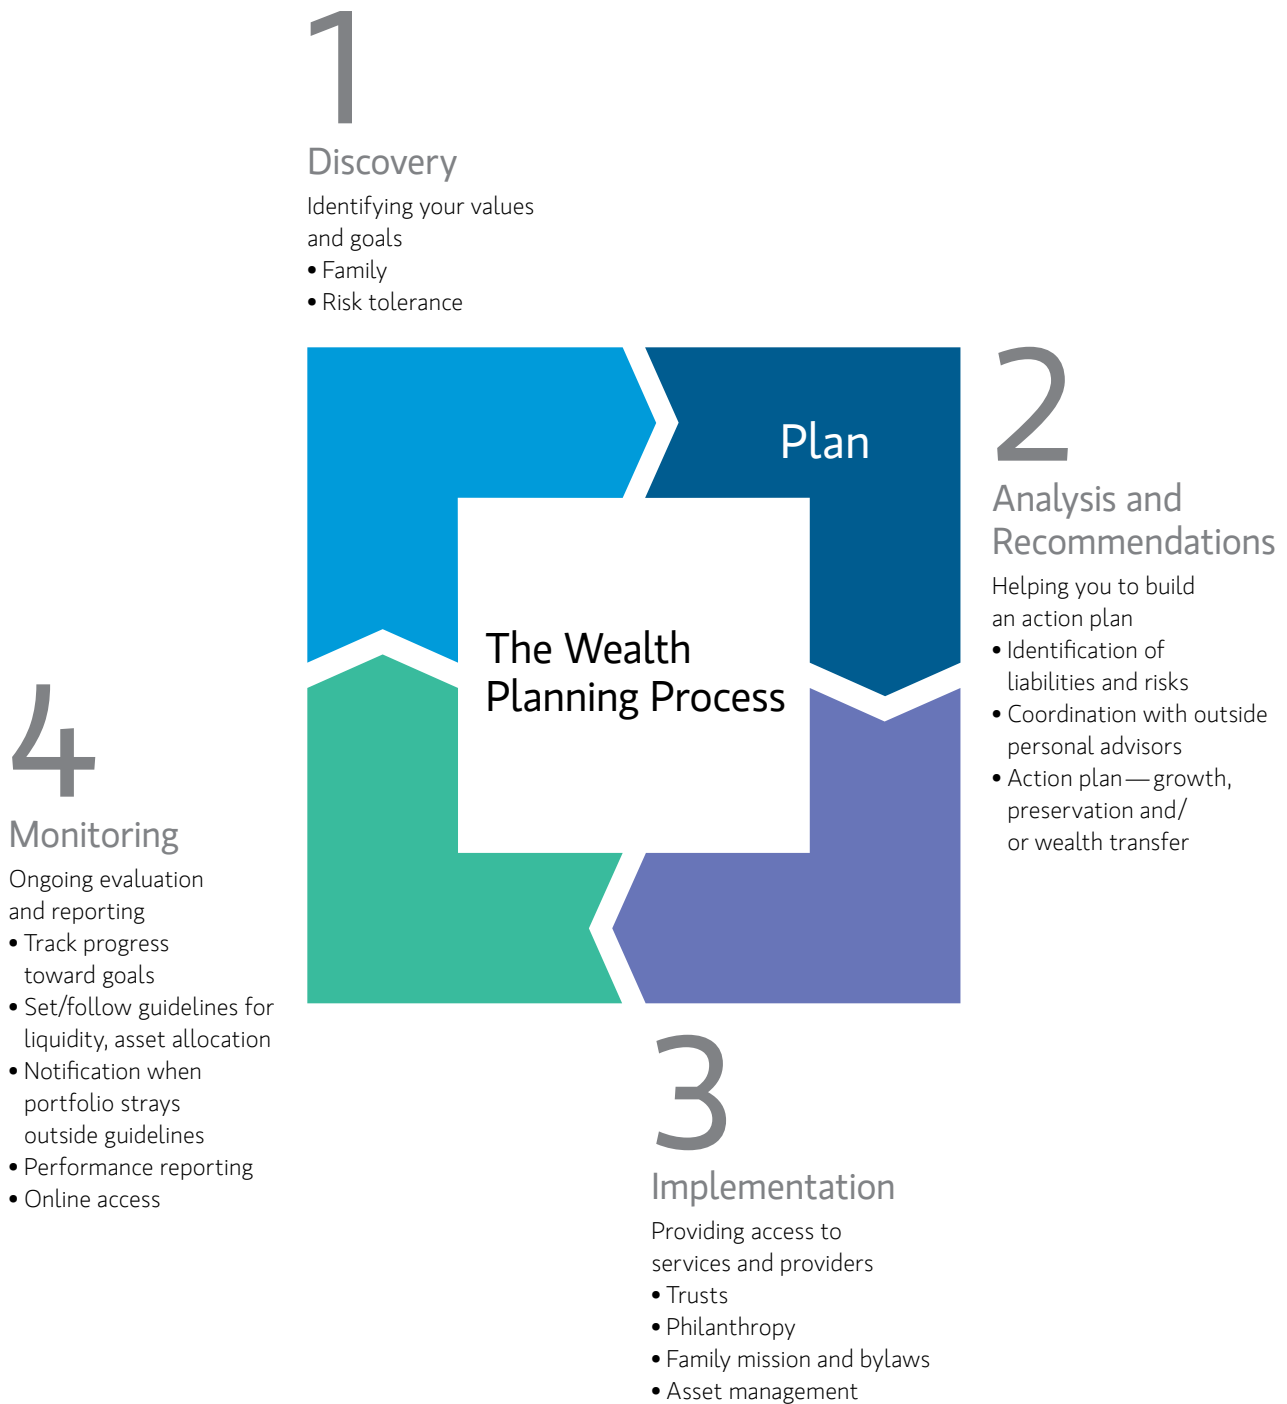 1
Discovery
Identifying your values
and goals
• Family
• Risk tolerance
Plan
The Wealth
Planning Process
2
Analysis and
Recommendations
Helping you to build
an action plan
• Identification of
liabilities and risks
• Coordination with outside
personal advisors
• Action plan — growth,
preservation and/
or wealth transfer
3
Implementation
Providing access to
services and providers
• Trusts
• Philanthropy
• Family mission and bylaws
• Asset management
4
Monitoring
Ongoing evaluation
and reporting
• Track progress
toward goals
• Set/follow guidelines for
liquidity, asset allocation
• Notification when
portfolio strays
outside guidelines
• Performance reporting
• Online access